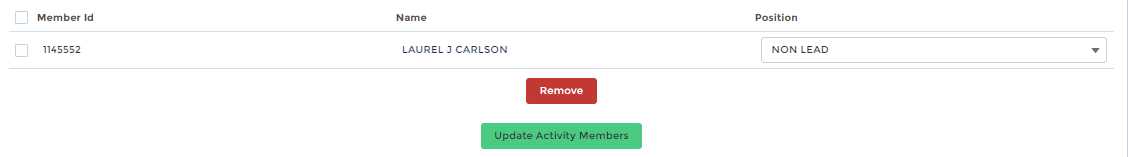 Member Id Name Position
1145552 LAUREL J CARLSON NON LEAD
Remove
Update Activity Members